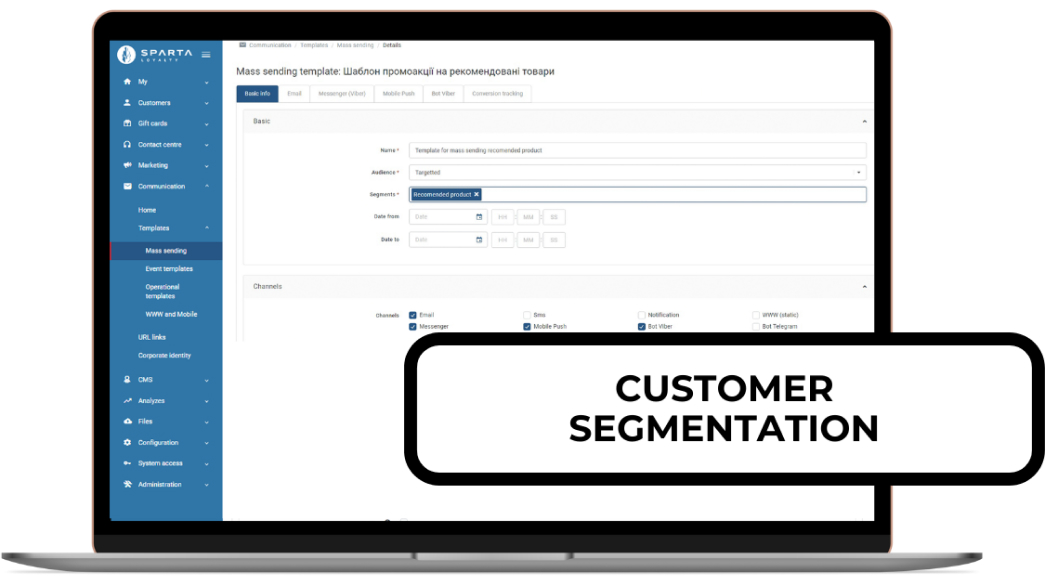 SPARTA
LOYALTY
My
Customers
Gift cards
Contact centre
Marketing
Communication
Home
Templates
Mass sending
Event templates
Operational
templates
WWW and Mobile
URL links
Corporate identity
CMS
Analyzes
Files
Configuration
System access
Administration
Communication / Templates / Mass sending / Details
Mass sending template: Шаблон промоакції на рекомендовані товари
Basic info Email Messenger (Viber) Mobile Push Bot Viber Conversion tracking
Basic
Name * Template for mass sending recomended product
Audience * Targetted
Segments * Recomended product ✖
Date from Date HH : MM : SS
Date to Date HH : MM : SS
Channels
Channels Email Sms Notification WWW (static)
Messenger Mobile Push Bot Viber Bot Telegram
CUSTOMER
SEGMENTATION